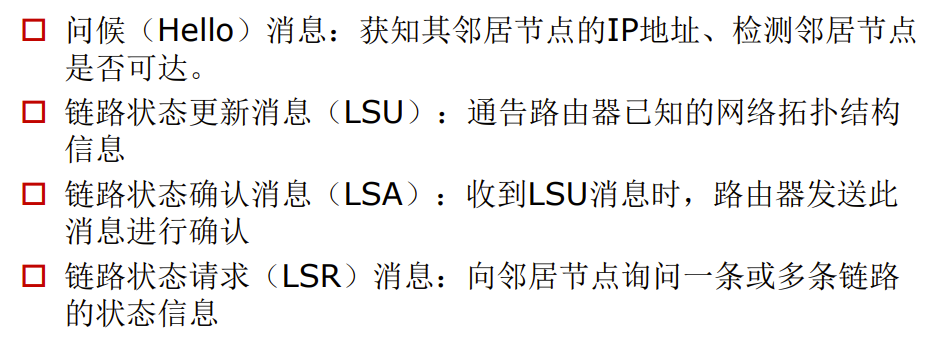 问候（Hello）消息：获知其邻居节点的IP地址、检测邻居节点
是否可达。
链路状态更新消息（LSU）：通告路由器已知的网络拓扑结构
信息
链路状态确认消息（LSA）：收到LSU消息时，路由器发送此
消息进行确认
链路状态请求（LSR）消息：向邻居节点询问一条或多条链路
的状态信息